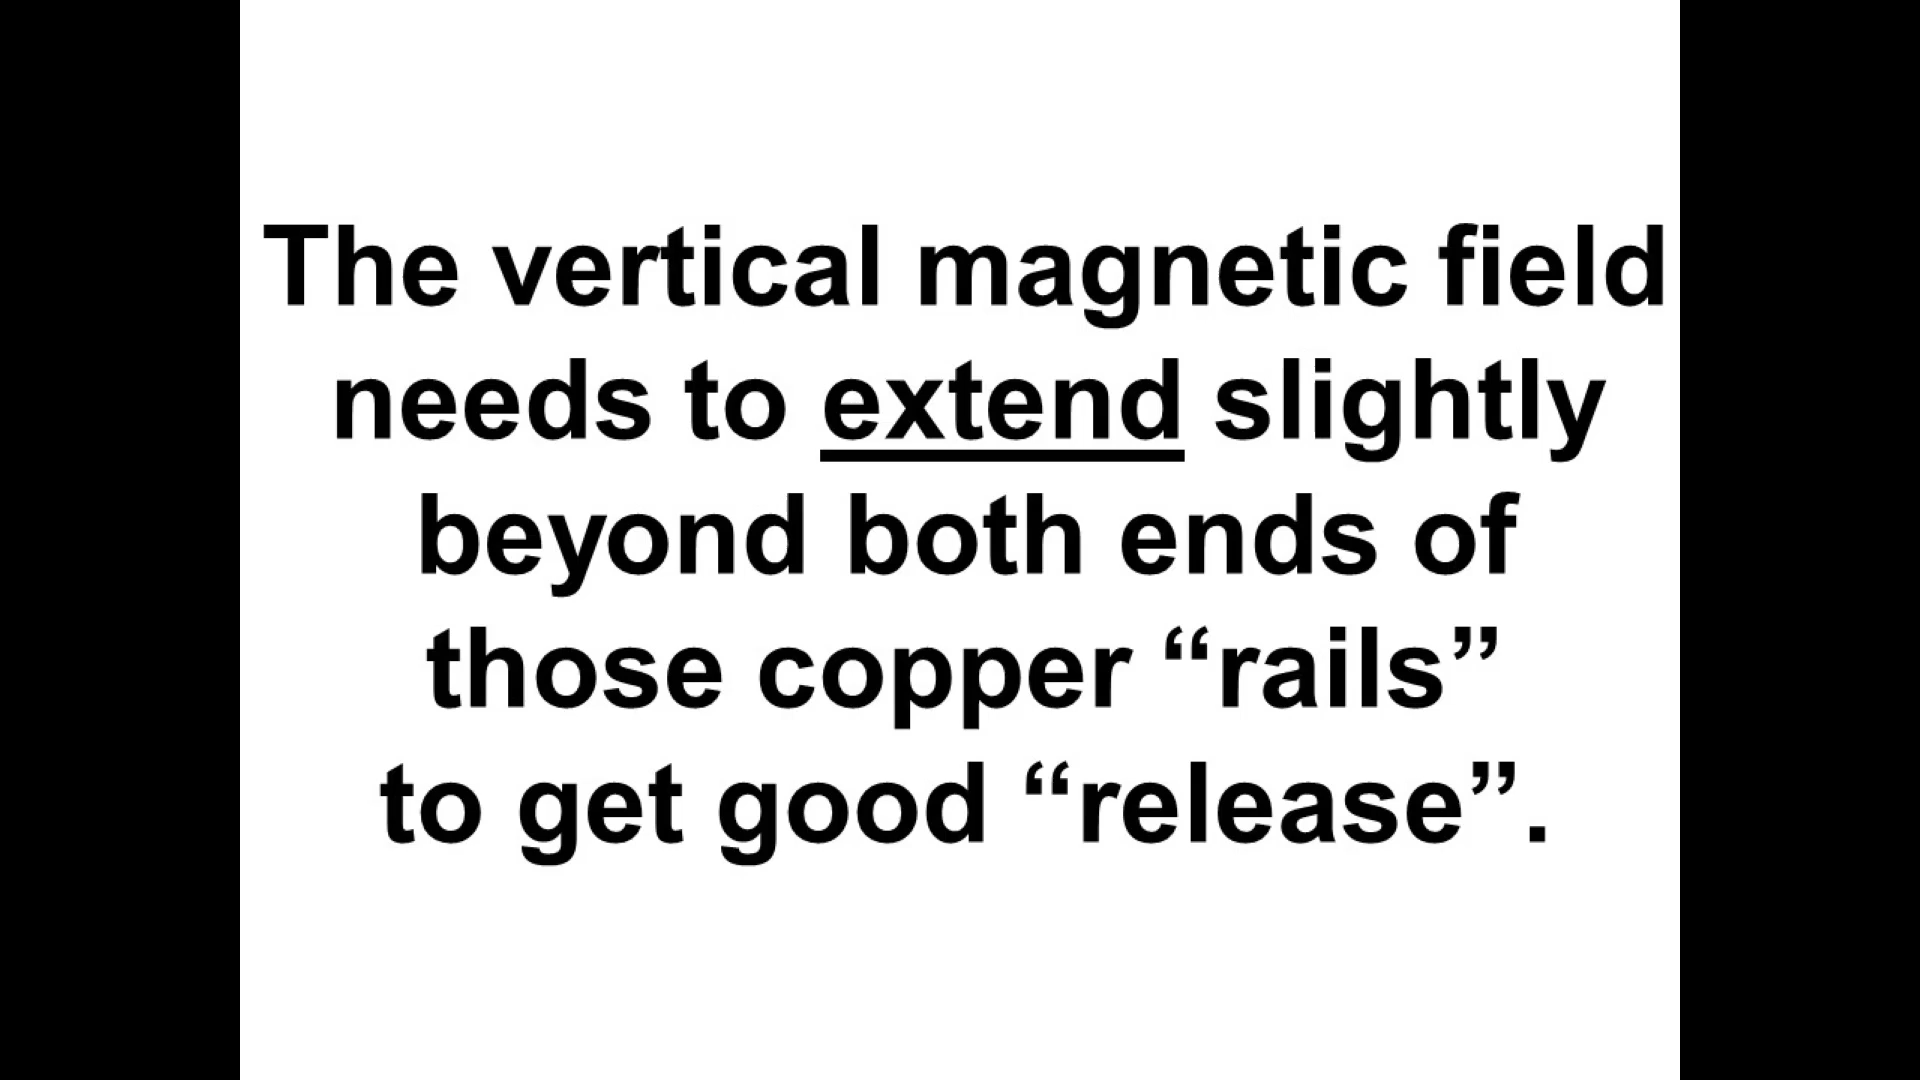 The vertical magnetic field
needs to extend slightly
beyond both ends of
those copper “rails”
to get good “release”.